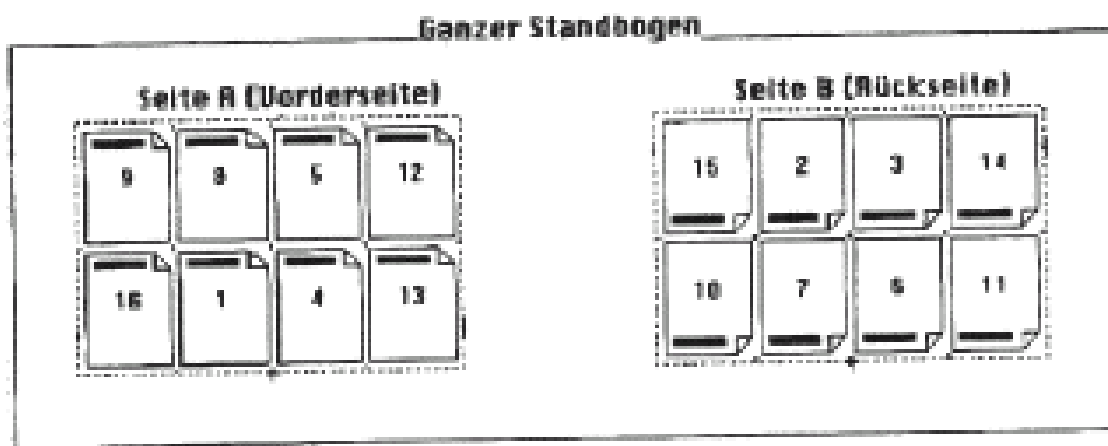 Ganzer Standbogen
Seite A (Vorderseite)
Seite B (Rückseite)
9 8 5 12
16 1 4 13
15 2 3 14
10 7 6 11